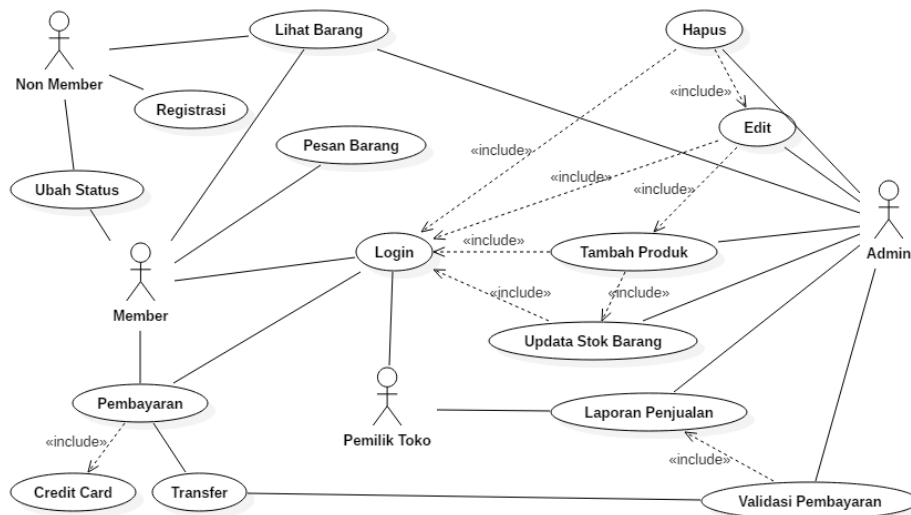 Lihat Barang
Hapus
Non Member
«include»
Registrasi
Edit
Pesan Barang
«include»
«include»
Ubah Status
«include»
Login
«include»
Tambah Produk
Admin
«include»
«include»
Member
Updata Stok Barang
Pembayaran
Laporan Penjualan
Pemilik Toko
«include»
«include»
Credit Card
Transfer
Validasi Pembayaran